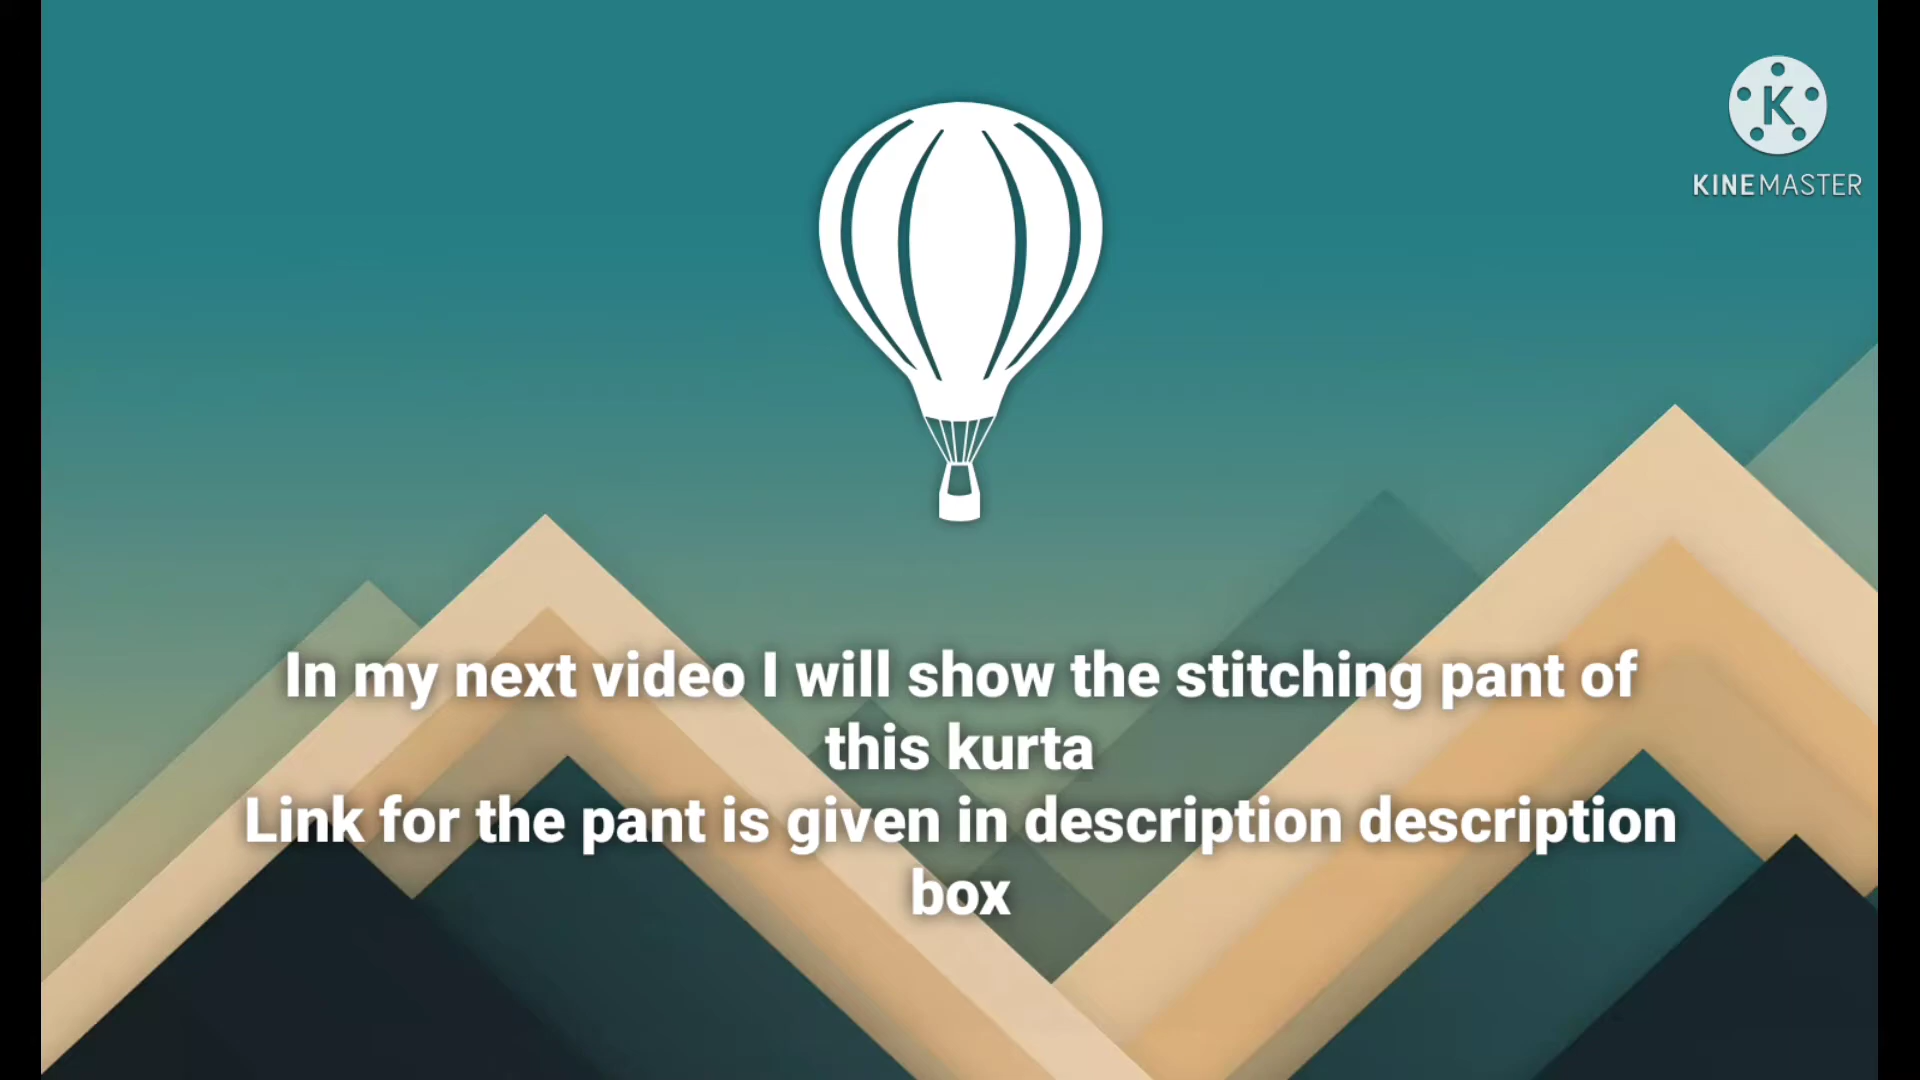 K
KINEMASTER
In my next video I will show the stitching pant of
this kurta
Link for the pant is given in description description
box